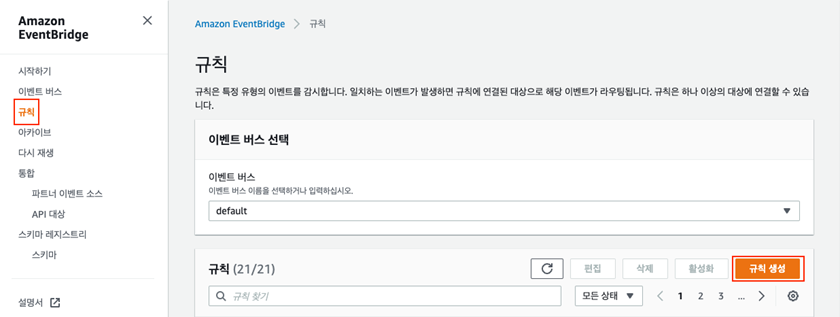 Amazon
EventBridge
시작하기
이벤트 버스
규칙
아카이브
다시 재생
통합
파트너 이벤트 소스
API 대상
스키마 레지스트리
스키마
설명서
Amazon EventBridge > 규칙
규칙
규칙은 특정 유형의 이벤트를 감시합니다. 일치하는 이벤트가 발생하면 규칙에 연결된 대상으로 해당 이벤트가 라우팅됩니다. 규칙은 하나 이상의 대상에 연결할 수 있습
니다.
이벤트 버스 선택
이벤트 버스
이벤트 버스 이름을 선택하거나 입력하십시오.
default
규칙 (21/21) 편집 삭제 활성화 규칙 생성
규칙 찾기 모든 상태 < 1 2 3 ... >